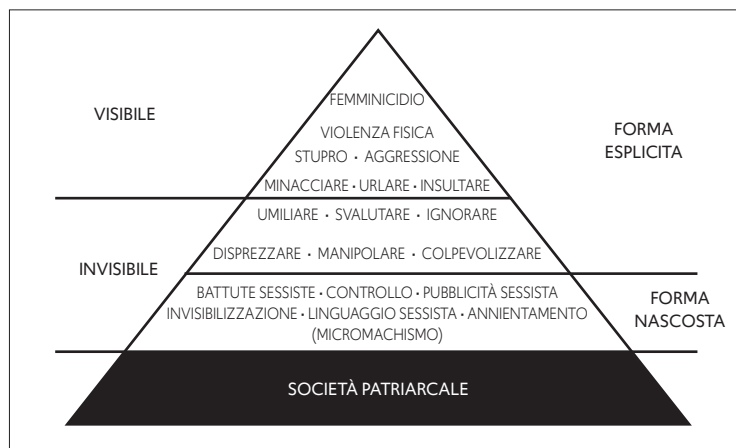 FEMMINICIDIO
VISIBILE
VIOLENZA FISICA
FORMA
ESPLICITA
STUPRO • AGGRESSIONE
MINACCIARE • URLARE • INSULTARE
UMILIARE • SVALUTARE • IGNORARE
DISPREZZARE • MANIPOLARE • COLPEVOLIZZARE
INVISIBILE
BATTUTE SESSISTE • CONTROLLO • PUBBLICITÀ SESSISTA
INVISIBILIZZAZIONE • LINGUAGGIO SESSISTA • ANNIENTAMENTO
(MICROMACHISMO)
FORMA
NASCOSTA
SOCIETÀ PATRIARCALE